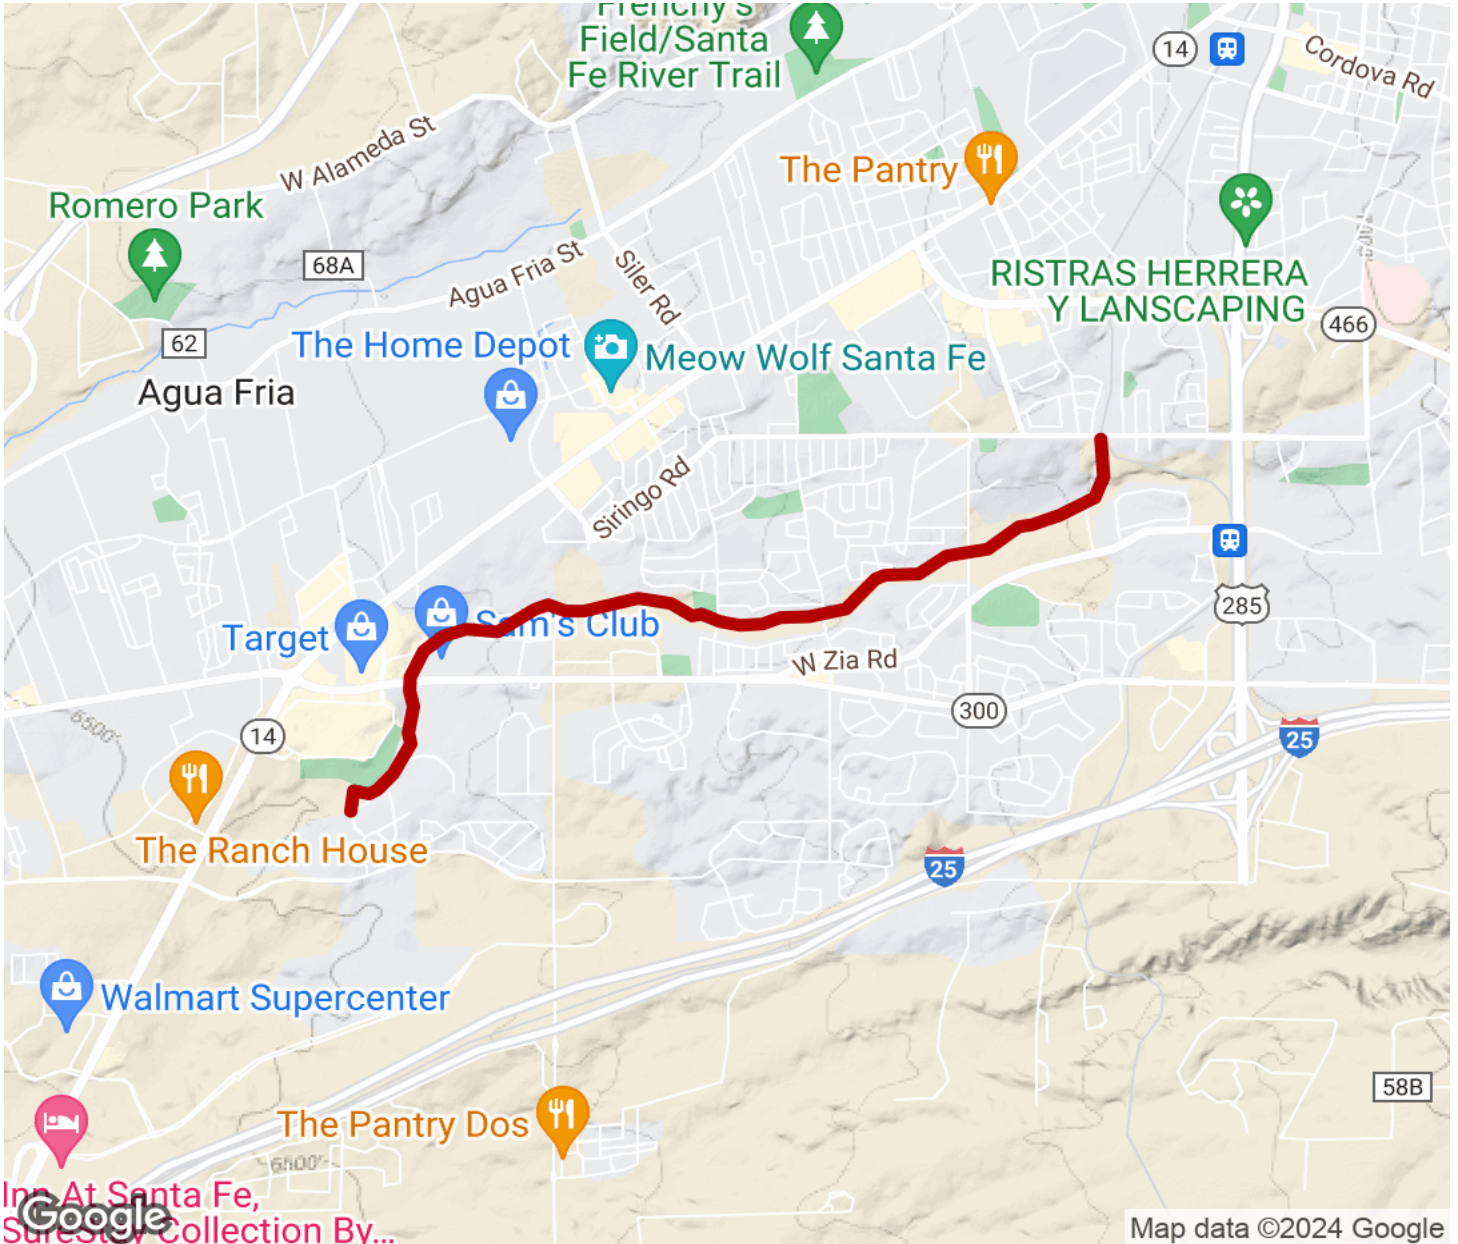 Frenchy's
Field/Santa
Fe River Trail
14
Cordova Rd
W Alameda St
The Pantry
Romero Park
68A
Agua Fria St
Siler Rd
RISTRAS HERRERA
Y LANSCAPING
466
62
The Home Depot
Meow Wolf Santa Fe
Agua Fria
Siringo Rd
285
Target
Sam's Club
W Zia Rd
300
6500'
14
25
The Ranch House
25
Walmart Supercenter
58B
The Pantry Dos
6500'
Inn At Santa Fe,
SureStay Collection By...
Google
Map data ©2024 Google